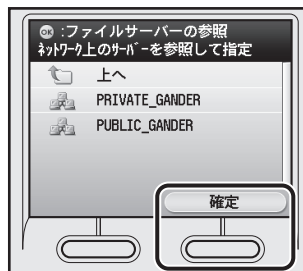 OK :ファイルサーバーの参照
ﾈｯﾄﾜｰｸ上のｻｰﾊﾞｰを参照して指定
上へ
PRIVATE_GANDER
PUBLIC_GANDER
確定